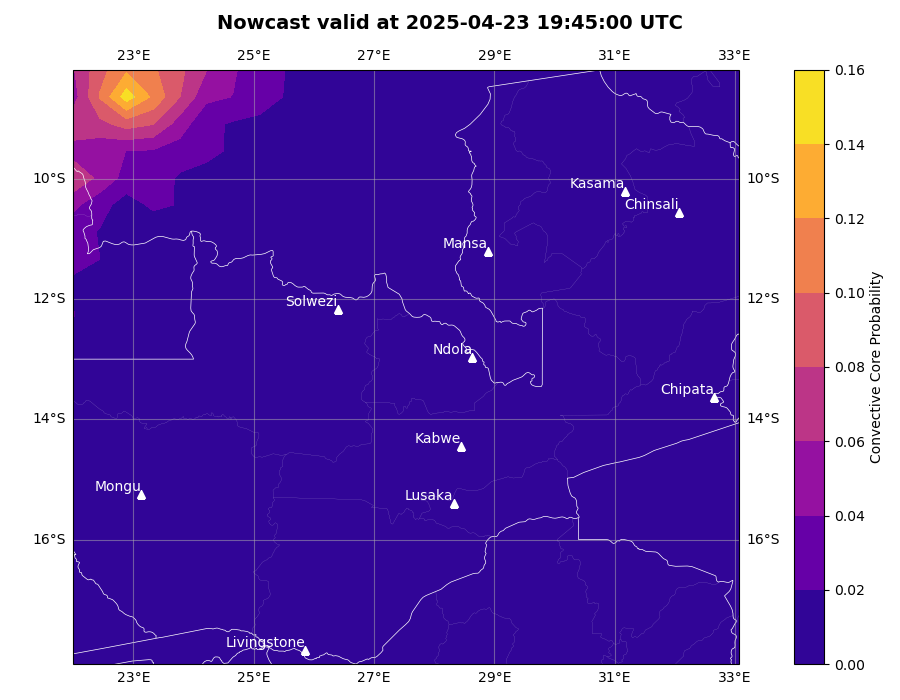 Nowcast valid at 2025-04-23 19:45:00 UTC
23°E 25°E 27°E 29°E 31°E 33°E
0.16
0.14
10°S Kasama 10°S
Chinsali
0.12
Mansa
12°S Solwezi 12°S 0.10
Ndola
0.08
Chipata
14°S 14°S
Kabwe
0.06
Mongu
Lusaka
0.04
16°S 16°S
0.02
Livingstone
0.00
23°E 25°E 27°E 29°E 31°E 33°E
Convective Core Probability